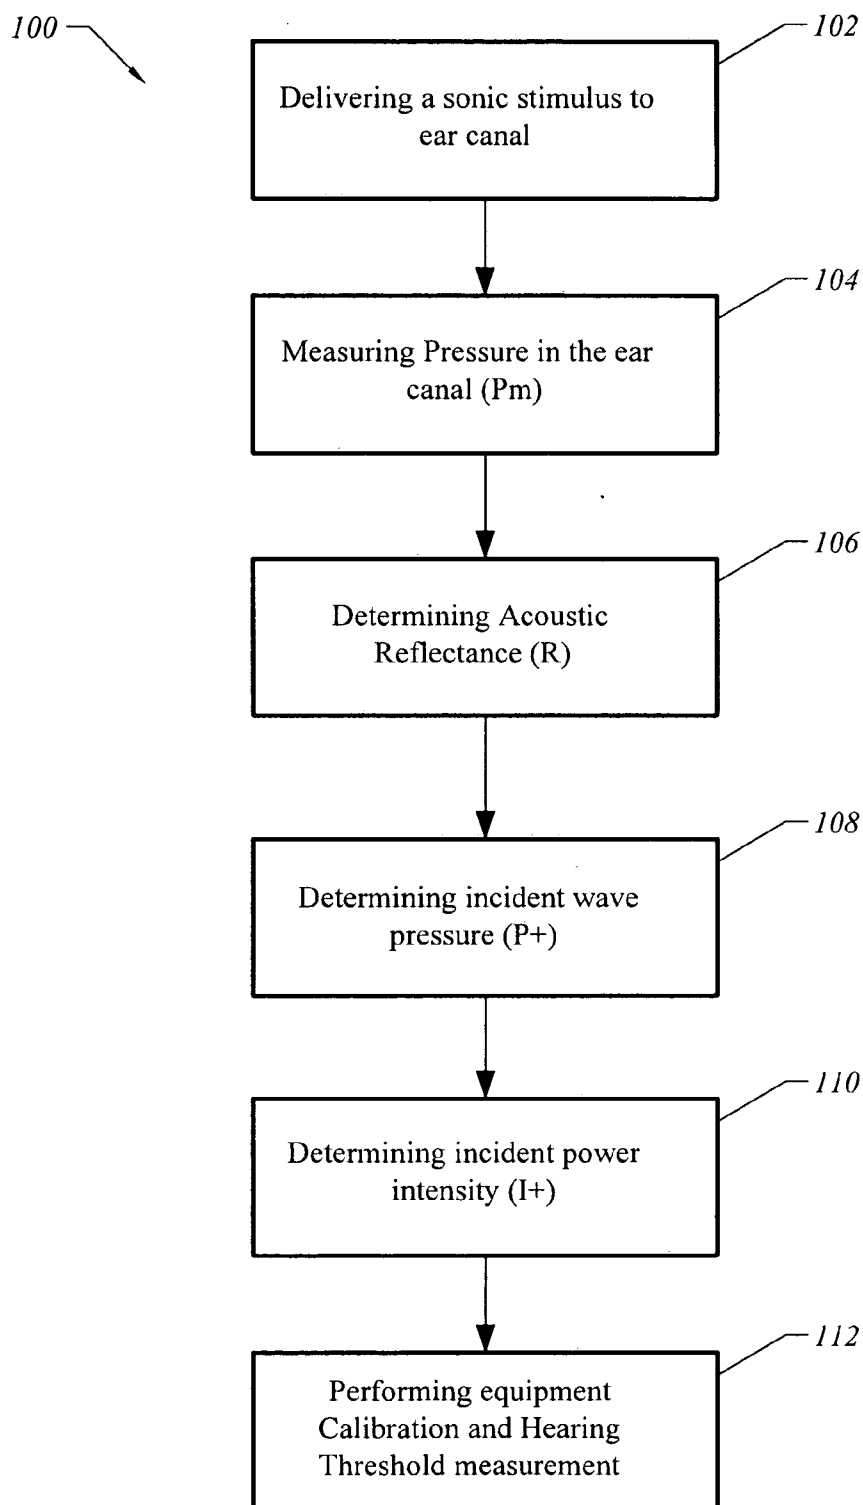 100
102
Delivering a sonic stimulus to
ear canal
104
Measuring Pressure in the ear
canal (Pm)
106
Determining Acoustic
Reflectance (R)
108
Determining incident wave
pressure (P+)
110
Determining incident power
intensity (I+)
112
Performing equipment
Calibration and Hearing
Threshold measurement